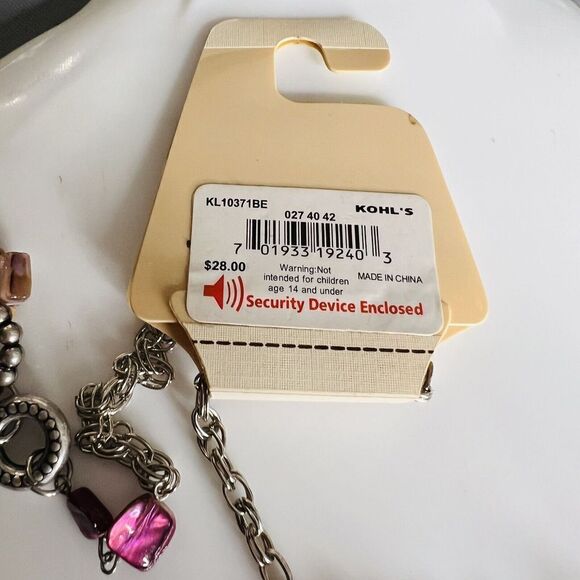 KL10371BE KOHL'S
027 40 42
7 01933 19240 3
$28.00 Warning:Not
intended for children MADE IN CHINA
age 14 and under
Security Device Enclosed